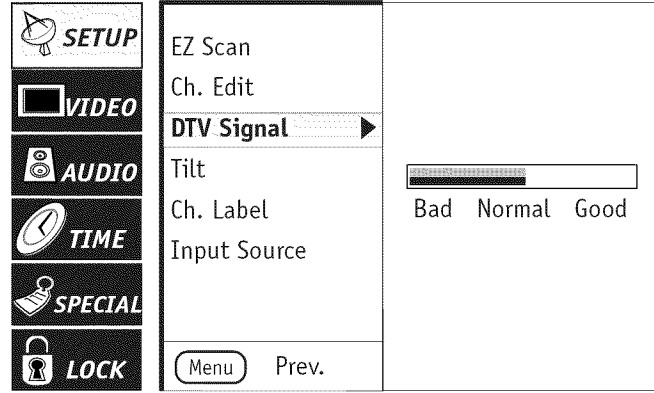 SETUP
VIDEO
AUDIO
TIME
SPECIAL
LOCK
EZ Scan
Ch. Edit
DTV Signal
Tilt
Ch. Label
Input Source
Menu Prev.
Bad Normal Good